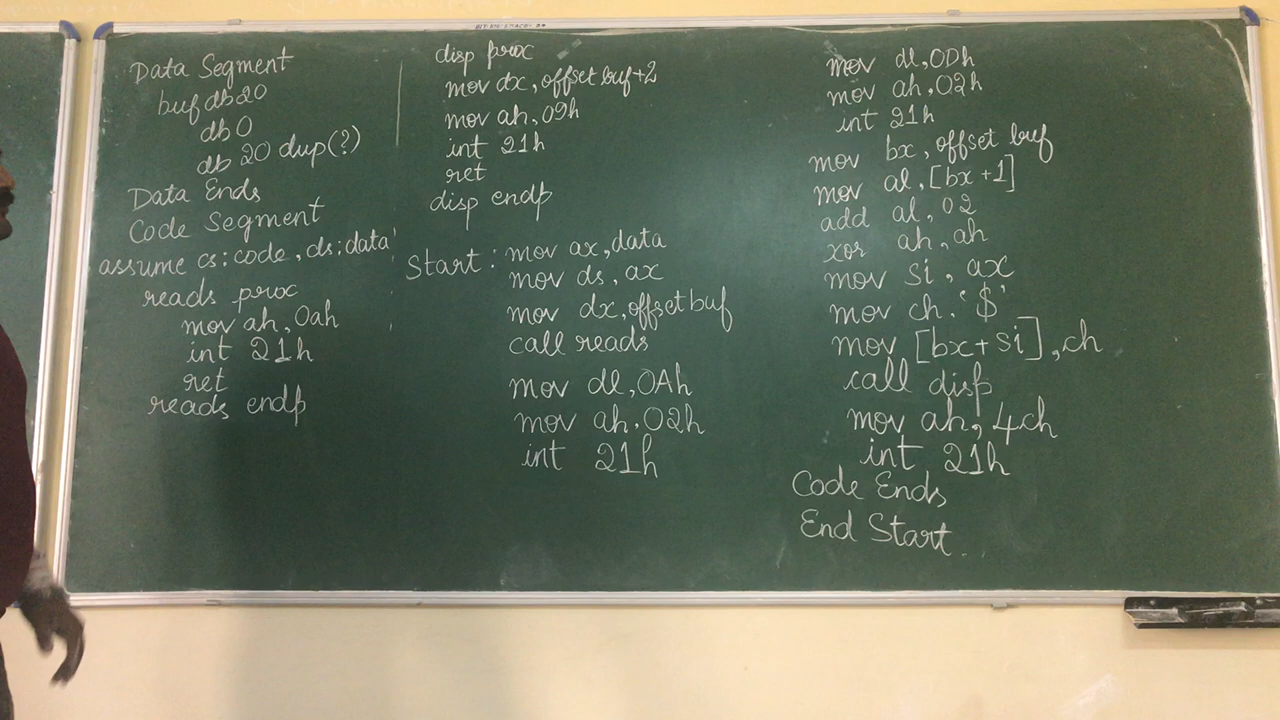 Data Segment
buf db 20
db 0
db 20 dup(?)
Data Ends
Code Segment
assume cs:code, ds:data
reads proc
mov ah, 0ah
int 21h
ret
reads endp
disp proc
mov dx, offset buf+2
mov ah, 09h
int 21h
ret
disp endp
Start: mov ax, data
mov ds, ax
mov dx, offset buf
call reads
mov dl, 0Ah
mov ah, 02h
int 21h
mov dl, 0Dh
mov ah, 02h
int 21h
mov bx, offset buf
mov al, [bx+1]
add al, 02
xor ah, ah
mov si, ax
mov ch, '$'
mov [bx+si], ch
call disp
mov ah, 4ch
int 21h
Code Ends
End Start